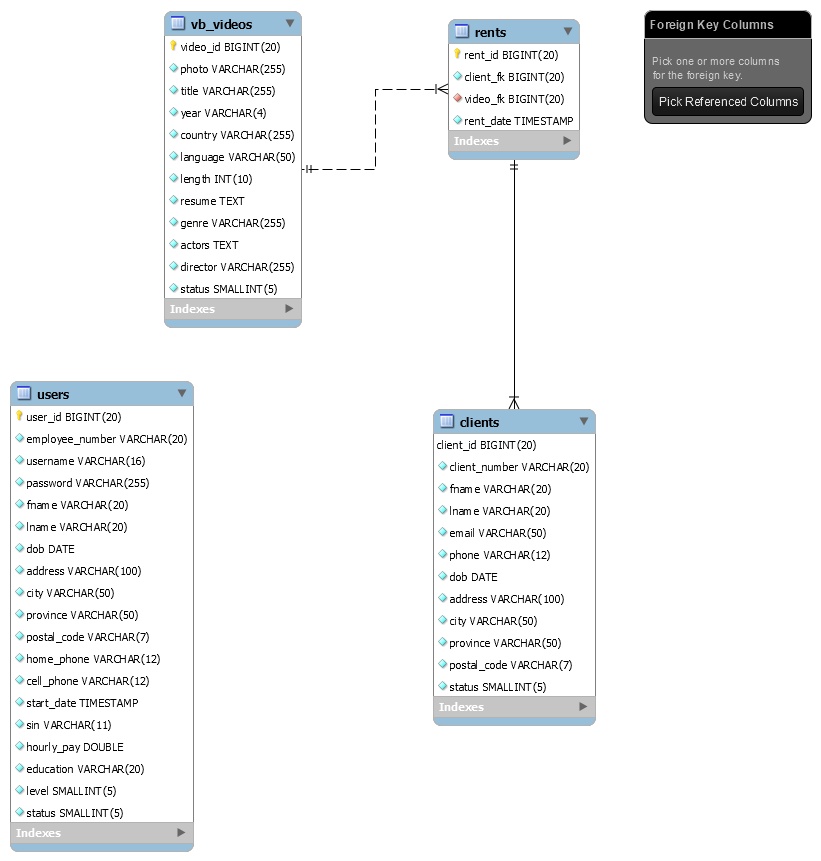 vb_videos
video_id BIGINT(20)
photo VARCHAR(255)
title VARCHAR(255)
year VARCHAR(4)
country VARCHAR(255)
language VARCHAR(50)
length INT(10)
resume TEXT
genre VARCHAR(255)
actors TEXT
director VARCHAR(255)
status SMALLINT(5)
Indexes
rents
rent_id BIGINT(20)
client_fk BIGINT(20)
video_fk BIGINT(20)
rent_date TIMESTAMP
Indexes
Foreign Key Columns
Pick one or more columns
for the foreign key.
Pick Referenced Columns
users
user_id BIGINT(20)
employee_number VARCHAR(20)
username VARCHAR(16)
password VARCHAR(255)
fname VARCHAR(20)
lname VARCHAR(20)
dob DATE
address VARCHAR(100)
city VARCHAR(50)
province VARCHAR(50)
postal_code VARCHAR(7)
home_phone VARCHAR(12)
cell_phone VARCHAR(12)
start_date TIMESTAMP
sin VARCHAR(11)
hourly_pay DOUBLE
education VARCHAR(20)
level SMALLINT(5)
status SMALLINT(5)
Indexes
clients
client_id BIGINT(20)
client_number VARCHAR(20)
fname VARCHAR(20)
lname VARCHAR(20)
email VARCHAR(50)
phone VARCHAR(12)
dob DATE
address VARCHAR(100)
city VARCHAR(50)
province VARCHAR(50)
postal_code VARCHAR(7)
status SMALLINT(5)
Indexes